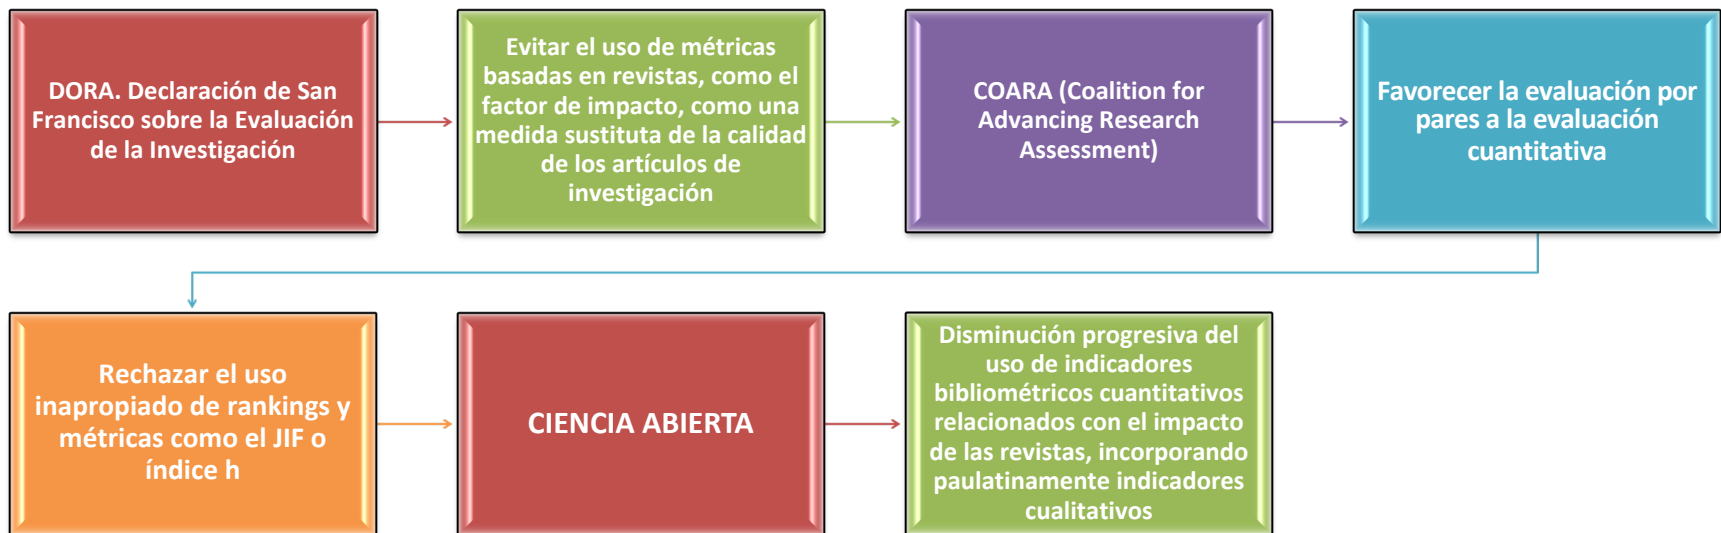 DORA. Declaración de San
Francisco sobre la Evaluación
de la Investigación
Evitar el uso de métricas
basadas en revistas, como el
factor de impacto, como una
medida sustituta de la calidad
de los artículos de
investigación
COARA (Coalition for
Advancing Research
Assessment)
Favorecer la evaluación por
pares a la evaluación
cuantitativa
Rechazar el uso
inapropiado de rankings y
métricas como el JIF o
índice h
CIENCIA ABIERTA
Disminución progresiva del
uso de indicadores
bibliométricos cuantitativos
relacionados con el impacto
de las revistas, incorporando
paulatinamente indicadores
cualitativos